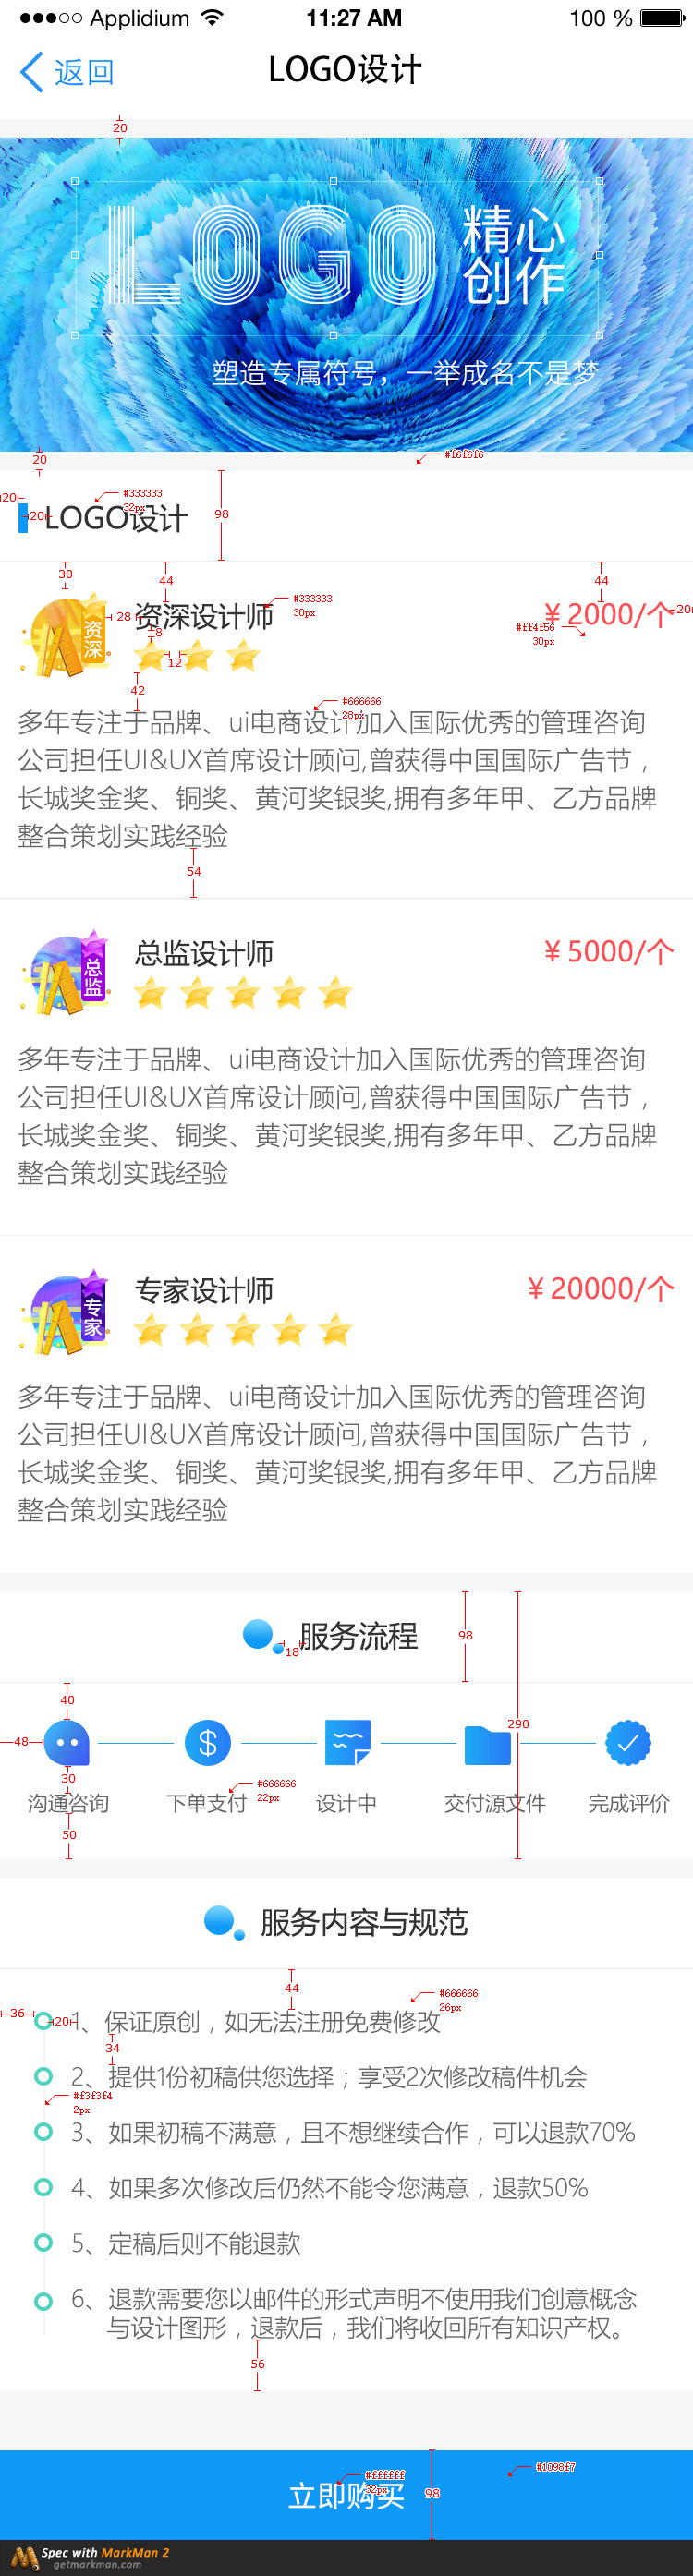 Applidium 11:27 AM 100 %
返回 LOGO设计
20
LOGO 精心
创作
塑造专属符号，一举成名不是梦
#f6f6f6
20
20 #333333
32px
20 LOGO设计 98
30 44 44
资深 28 资深设计师 #333333
30px
¥2000/个 20
#ff4f56
30px
8
12
42 #666666
28px
多年专注于品牌、ui电商设计加入国际优秀的管理咨询
公司担任UI&UX首席设计顾问,曾获得中国国际广告节，
长城奖金奖、铜奖、黄河奖银奖,拥有多年甲、乙方品牌
整合策划实践经验
54
总监 总监设计师 ¥5000/个
多年专注于品牌、ui电商设计加入国际优秀的管理咨询
公司担任UI&UX首席设计顾问,曾获得中国国际广告节，
长城奖金奖、铜奖、黄河奖银奖,拥有多年甲、乙方品牌
整合策划实践经验
专家 专家设计师 ¥20000/个
多年专注于品牌、ui电商设计加入国际优秀的管理咨询
公司担任UI&UX首席设计顾问,曾获得中国国际广告节，
长城奖金奖、铜奖、黄河奖银奖,拥有多年甲、乙方品牌
整合策划实践经验
服务流程 98
18
40
290
48 $
30 #666666
22px
沟通咨询 下单支付 设计中 交付源文件 完成评价
50
服务内容与规范
44 #666666
26px
36 20 1、保证原创，如无法注册免费修改
34
2、提供1份初稿供您选择；享受2次修改稿件机会
#f3f3f4
2px
3、如果初稿不满意，且不想继续合作，可以退款70%
4、如果多次修改后仍然不能令您满意，退款50%
5、定稿后则不能退款
6、退款需要您以邮件的形式声明不使用我们创意概念
与设计图形，退款后，我们将收回所有知识产权。
56
#ffffff
32px
#1098f7
立即购买 98
Spec with MarkMan 2
getmarkman.com